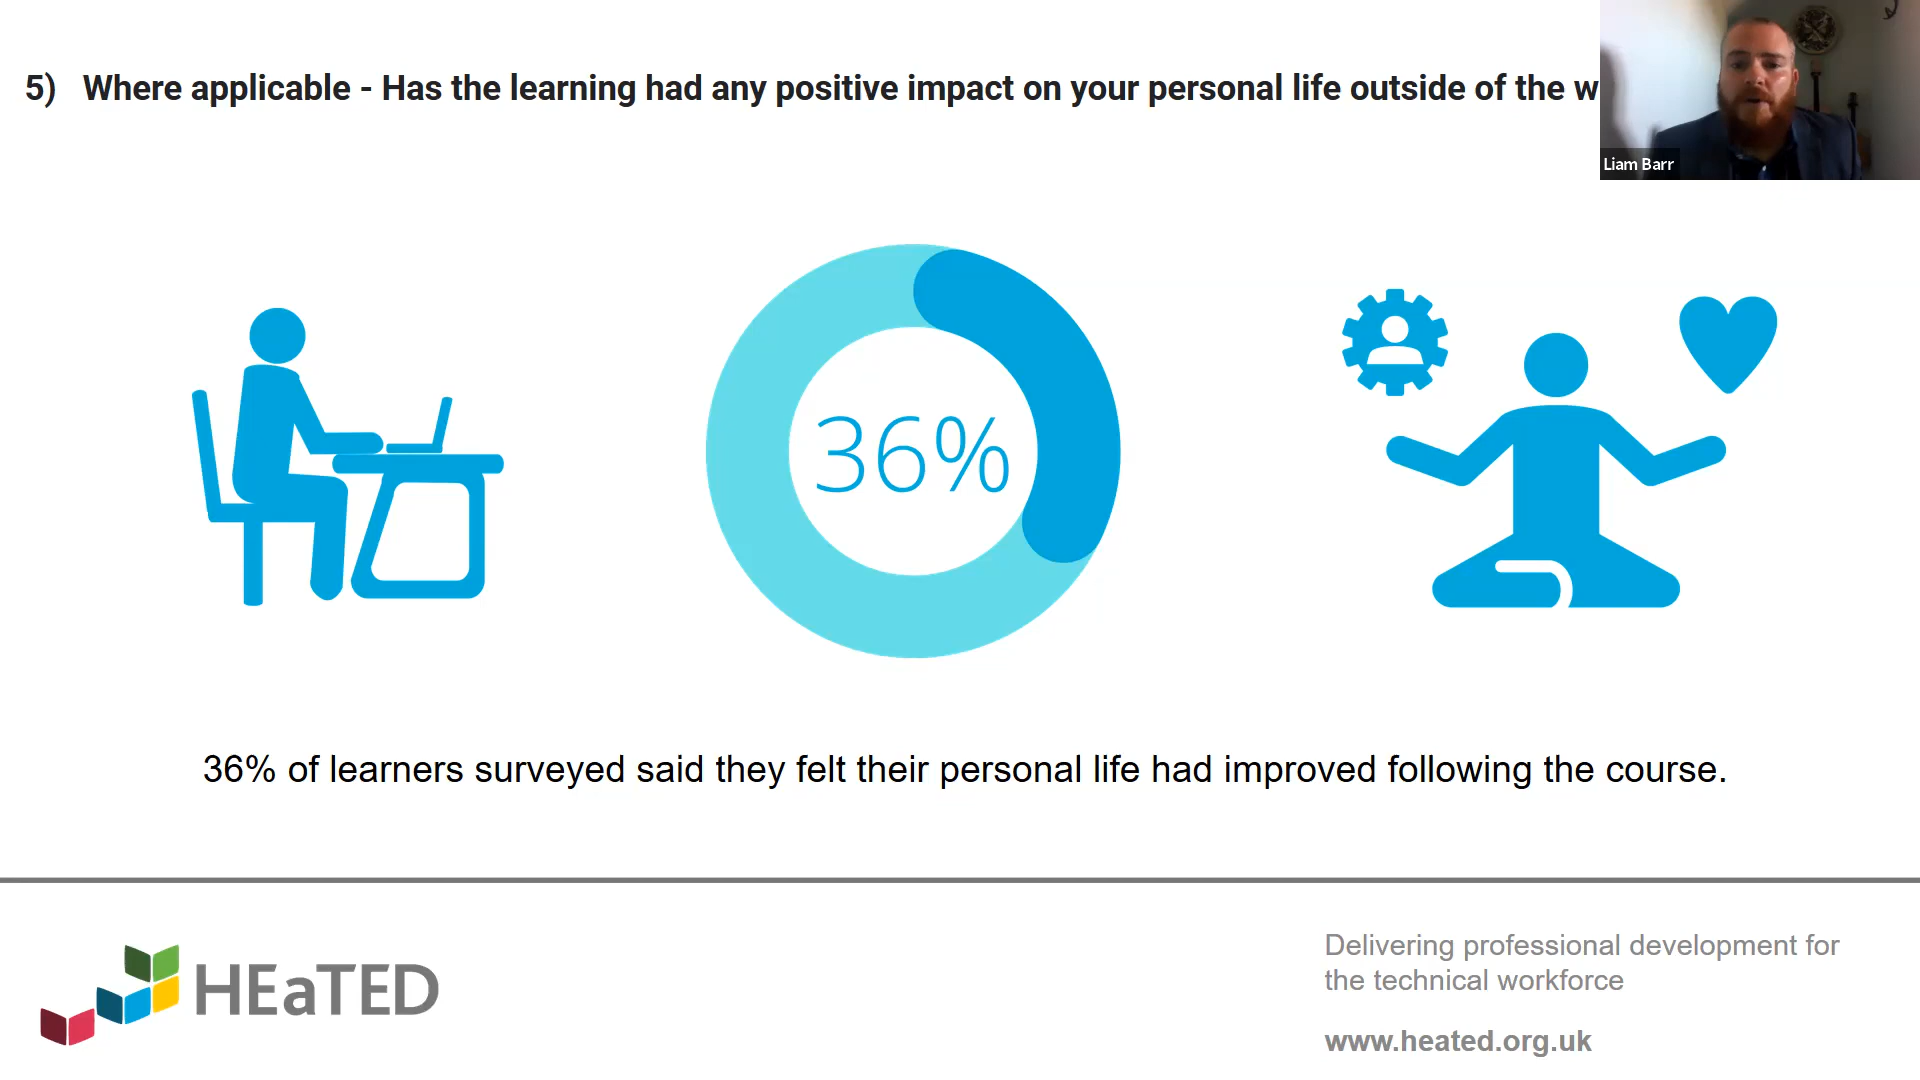 5) Where applicable - Has the learning had any positive impact on your personal life outside of the w
Liam Barr
36%
36% of learners surveyed said they felt their personal life had improved following the course.
HEaTED
Delivering professional development for
the technical workforce
www.heated.org.uk